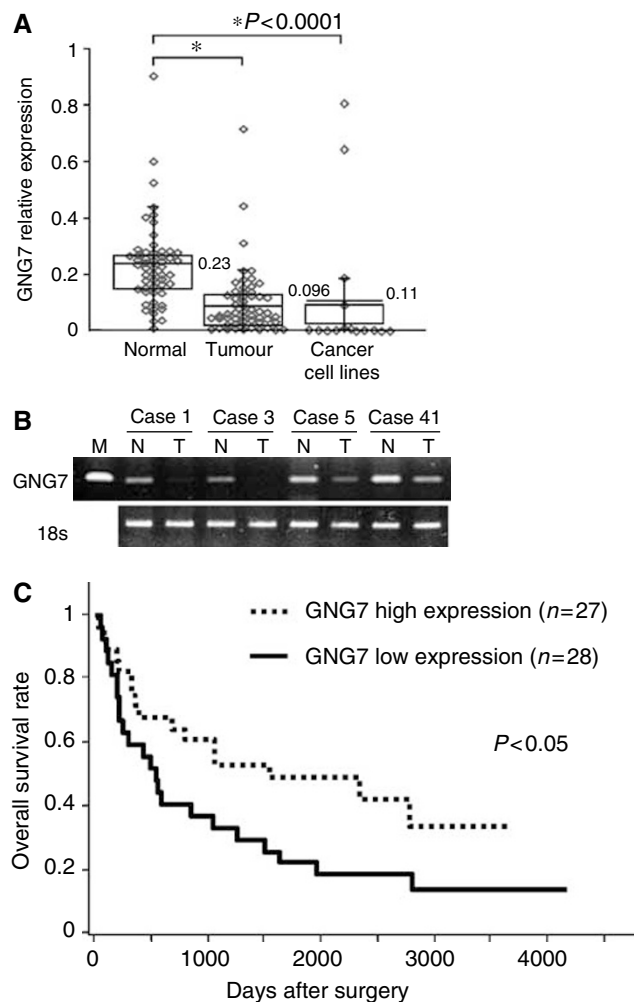 A
*P<0.0001
*
1
0.8
0.6
0.4
0.2
0
GNG7 relative expression
0.23
0.096
0.11
Normal Tumour Cancer cell lines
B
Case 1 Case 3 Case 5 Case 41
M N T N T N T N T
GNG7
18s
C
1
0.8
0.6
0.4
0.2
0
Overall survival rate
GNG7 high expression (n=27)
GNG7 low expression (n=28)
P<0.05
0 1000 2000 3000 4000
Days after surgery